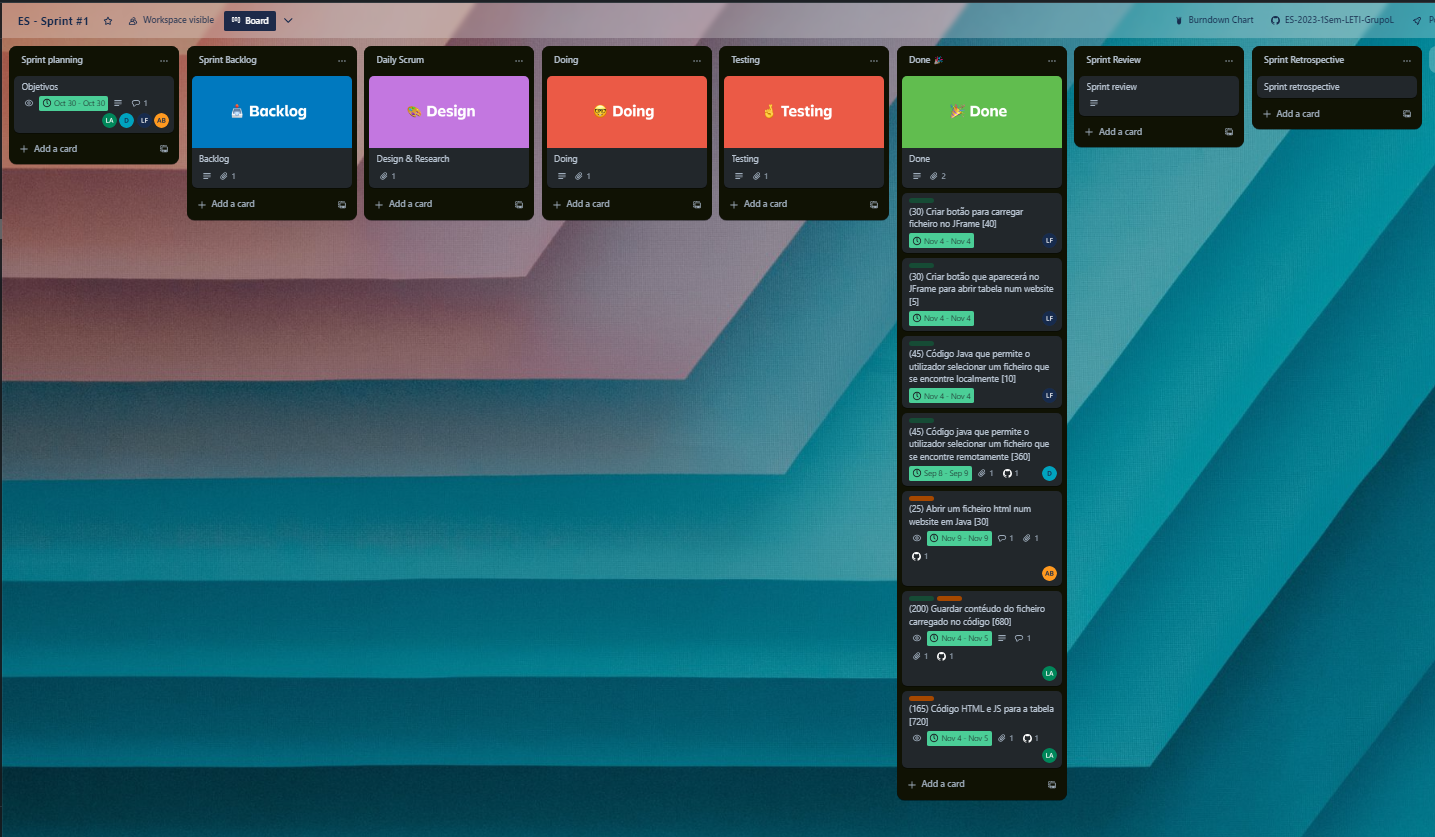 ES - Sprint #1
Workspace visible
Board
Burndown Chart
ES-2023-1Sem-LETI-GrupoL
Sprint planning
Objetivos
Oct 30 - Oct 30
1
LA
D
LF
AB
Add a card
Sprint Backlog
Backlog
Backlog
1
Add a card
Daily Scrum
Design
Design & Research
1
Add a card
Doing
Doing
Doing
1
Add a card
Testing
Testing
Testing
1
Add a card
Done
Done
Done
2
(30) Criar botão para carregar
ficheiro no JFrame [40]
Nov 4 - Nov 4
LF
(30) Criar botão que aparecerá no
JFrame para abrir tabela num website
[5]
Nov 4 - Nov 4
LF
(45) Código Java que permite o
utilizador selecionar um ficheiro que
se encontre localmente [10]
Nov 4 - Nov 4
LF
(45) Código java que permite o
utilizador selecionar um ficheiro que
se encontre remotamente [360]
Sep 8 - Sep 9
1
1
D
(25) Abrir um ficheiro html num
website em Java [30]
Nov 9 - Nov 9
1
1
1
AB
(200) Guardar contéudo do ficheiro
carregado no código [680]
Nov 4 - Nov 5
1
1
1
LA
(165) Código HTML e JS para a tabela
[720]
Nov 4 - Nov 5
1
1
LA
Add a card
Sprint Review
Sprint review
Add a card
Sprint Retrospective
Sprint retrospective
Add a card